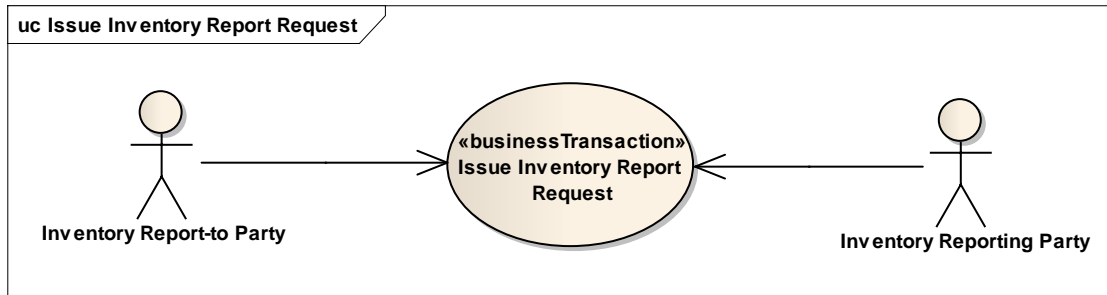 uc Issue Inventory Report Request
«businessTransaction»
Issue Inventory Report
Request
Inventory Report-to Party
Inventory Reporting Party